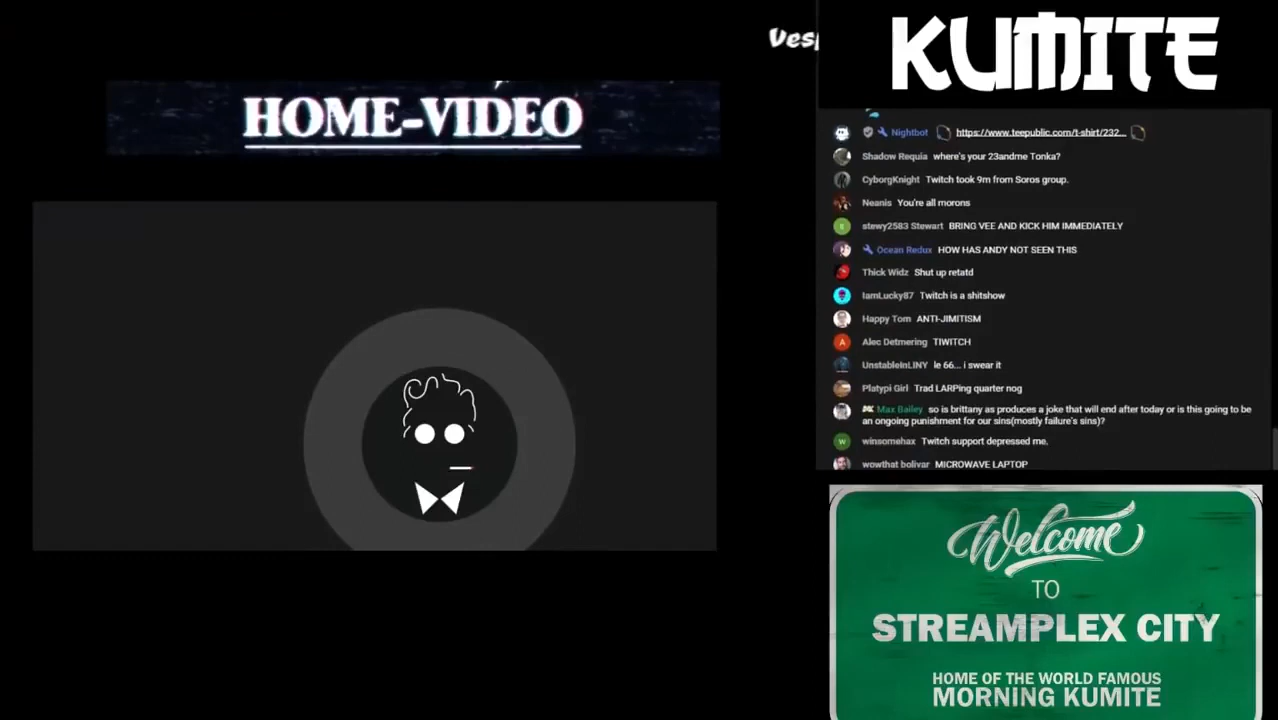 Vesp
KUMITE
HOME-VIDEO
Nightbot https://www.teepublic.com/t-shirt/232...
Shadow Requia where's your 23andme Tonka?
CyborgKnight Twitch took 9m from Soros group.
Neanis You're all morons
stewy2583 Stewart BRING VEE AND KICK HIM IMMEDIATELY
Ocean Redux HOW HAS ANDY NOT SEEN THIS
Thick Widz Shut up retatd
IamLucky87 Twitch is a shitshow
Happy Tom ANTI-JIMITISM
A Alec Detmering TIWITCH
UnstableInLINY le 66... i swear it
Platypi Girl Trad LARPing quarter nog
Max Bailey so is brittany as produces a joke that will end after today or is this going to be
an ongoing punishment for our sins(mostly failure's sins)?
W winsomehax Twitch support depressed me.
wowthat bolivar MICROWAVE LAPTOP
Welcome
TO
STREAMPLEX CITY
HOME OF THE WORLD FAMOUS
MORNING KUMITE